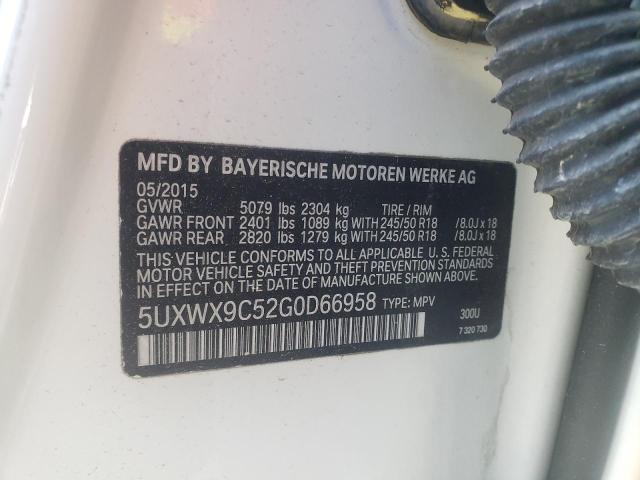 MFD BY BAYERISCHE MOTOREN WERKE AG
05/2015
GVWR 5079 lbs 2304 kg TIRE / RIM
GAWR FRONT 2401 lbs 1089 kg WITH 245/50 R18 /8.0J x 18
GAWR REAR 2820 lbs 1279 kg WITH 245/50 R18 /8.0J x 18
THIS VEHICLE CONFORMS TO ALL APPLICABLE U. S. FEDERAL
MOTOR VEHICLE SAFETY AND THEFT PREVENTION STANDARDS
IN EFFECT ON THE DATE OF MANUFACTURE SHOWN ABOVE.
5UXWX9C52G0D66958 TYPE: MPV
300U
7 320 730